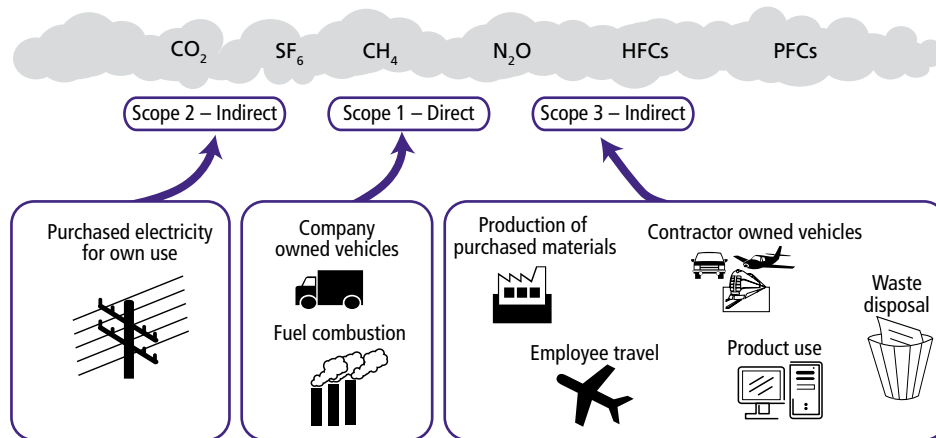 CO₂ SF₆ CH₄ N₂O HFCs PFCs
Scope 2 – Indirect
Scope 1 – Direct
Scope 3 – Indirect
Purchased electricity
for own use
Company
owned vehicles
Fuel combustion
Production of
purchased materials
Contractor owned vehicles
Waste
disposal
Employee travel
Product use